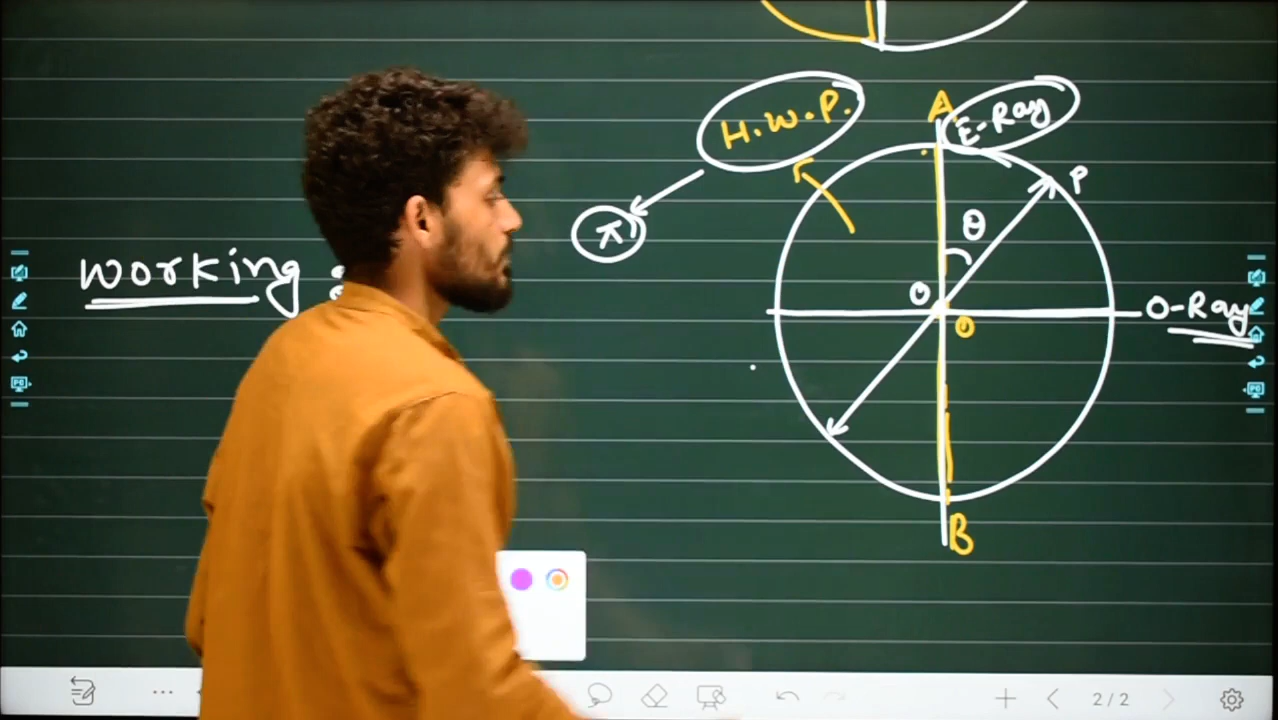 A
E-Ray
H.W.P.
P
θ
π
working :
O
O-Ray
O
B
2/2